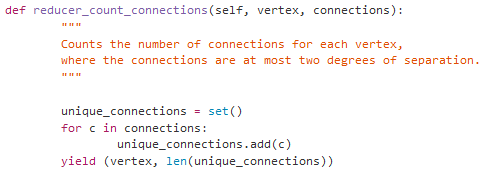 def reducer_count_connections(self, vertex, connections):
"""
Counts the number of connections for each vertex,
where the connections are at most two degrees of separation.
"""
unique_connections = set()
for c in connections:
unique_connections.add(c)
yield (vertex, len(unique_connections))